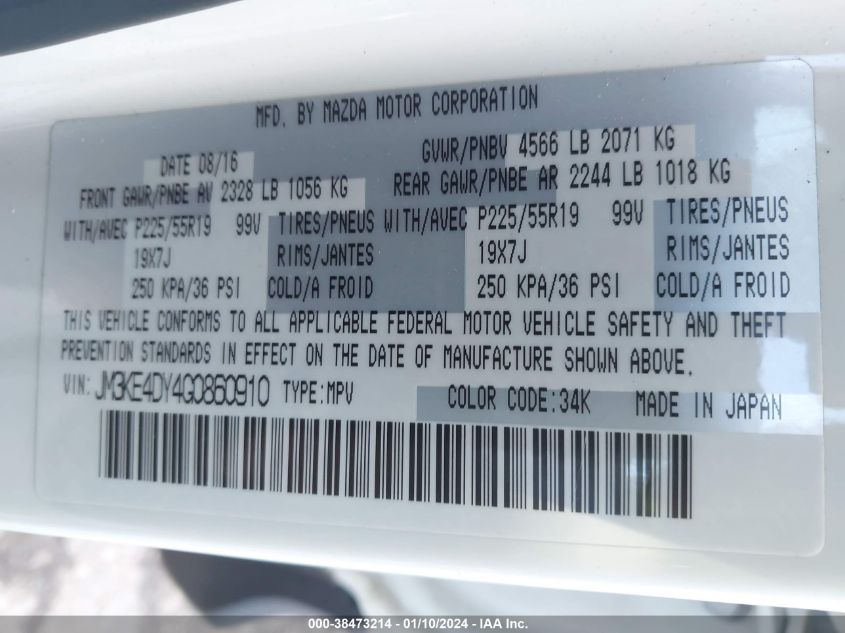 MFD. BY MAZDA MOTOR CORPORATION
DATE 08/16 GVWR/PNBV 4566 LB 2071 KG
FRONT GAWR/PNBE AV 2328 LB 1056 KG REAR GAWR/PNBE AR 2244 LB 1018 KG
WITH/AVEC P225/55R19 99V TIRES/PNEUS WITH/AVEC P225/55R19 99V TIRES/PNEUS
19X7J RIMS/JANTES 19X7J RIMS/JANTES
250 KPA/36 PSI COLD/A FROID 250 KPA/36 PSI COLD/A FROID
THIS VEHICLE CONFORMS TO ALL APPLICABLE FEDERAL MOTOR VEHICLE SAFETY AND THEFT
PREVENTION STANDARDS IN EFFECT ON THE DATE OF MANUFACTURE SHOWN ABOVE.
VIN: JM3KE4DY4G0860910 TYPE:MPV COLOR CODE:34K MADE IN JAPAN
000-38473214 - 01/10/2024 - IAA Inc.